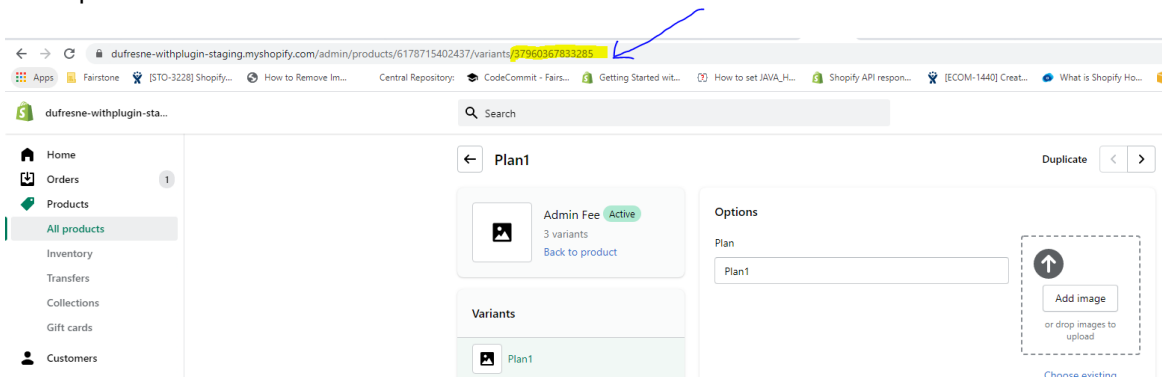 dufresne-withplugin-staging.myshopify.com/admin/products/6178715402437/variants/37960367833285
Apps Fairstone [STO-3228] Shopify... How to Remove Im... Central Repository: CodeCommit - Fairs... Getting Started wit... How to set JAVA_H... Shopify API respon... [ECOM-1440] Creat... What is Shopify Ho...
dufresne-withplugin-sta... Search
Home
Orders 1
Products
All products
Inventory
Transfers
Collections
Gift cards
Customers
Plan1 Duplicate
Admin Fee Active
3 variants
Back to product
Variants
Plan1
Options
Plan
Plan1
Add image
or drop images to
upload
Choose existing